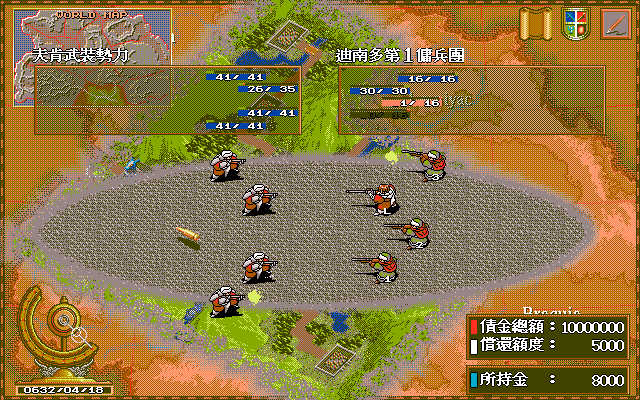 WORLD MAP
夫肯武裝勢力
迪南多第1傭兵團
41/ 41
26/ 35
41/ 41
41/ 41
16/ 16
30/ 30
1/ 16
債金總額：10000000
償還額度： 5000
所持金 ： 8000
0632/04/18